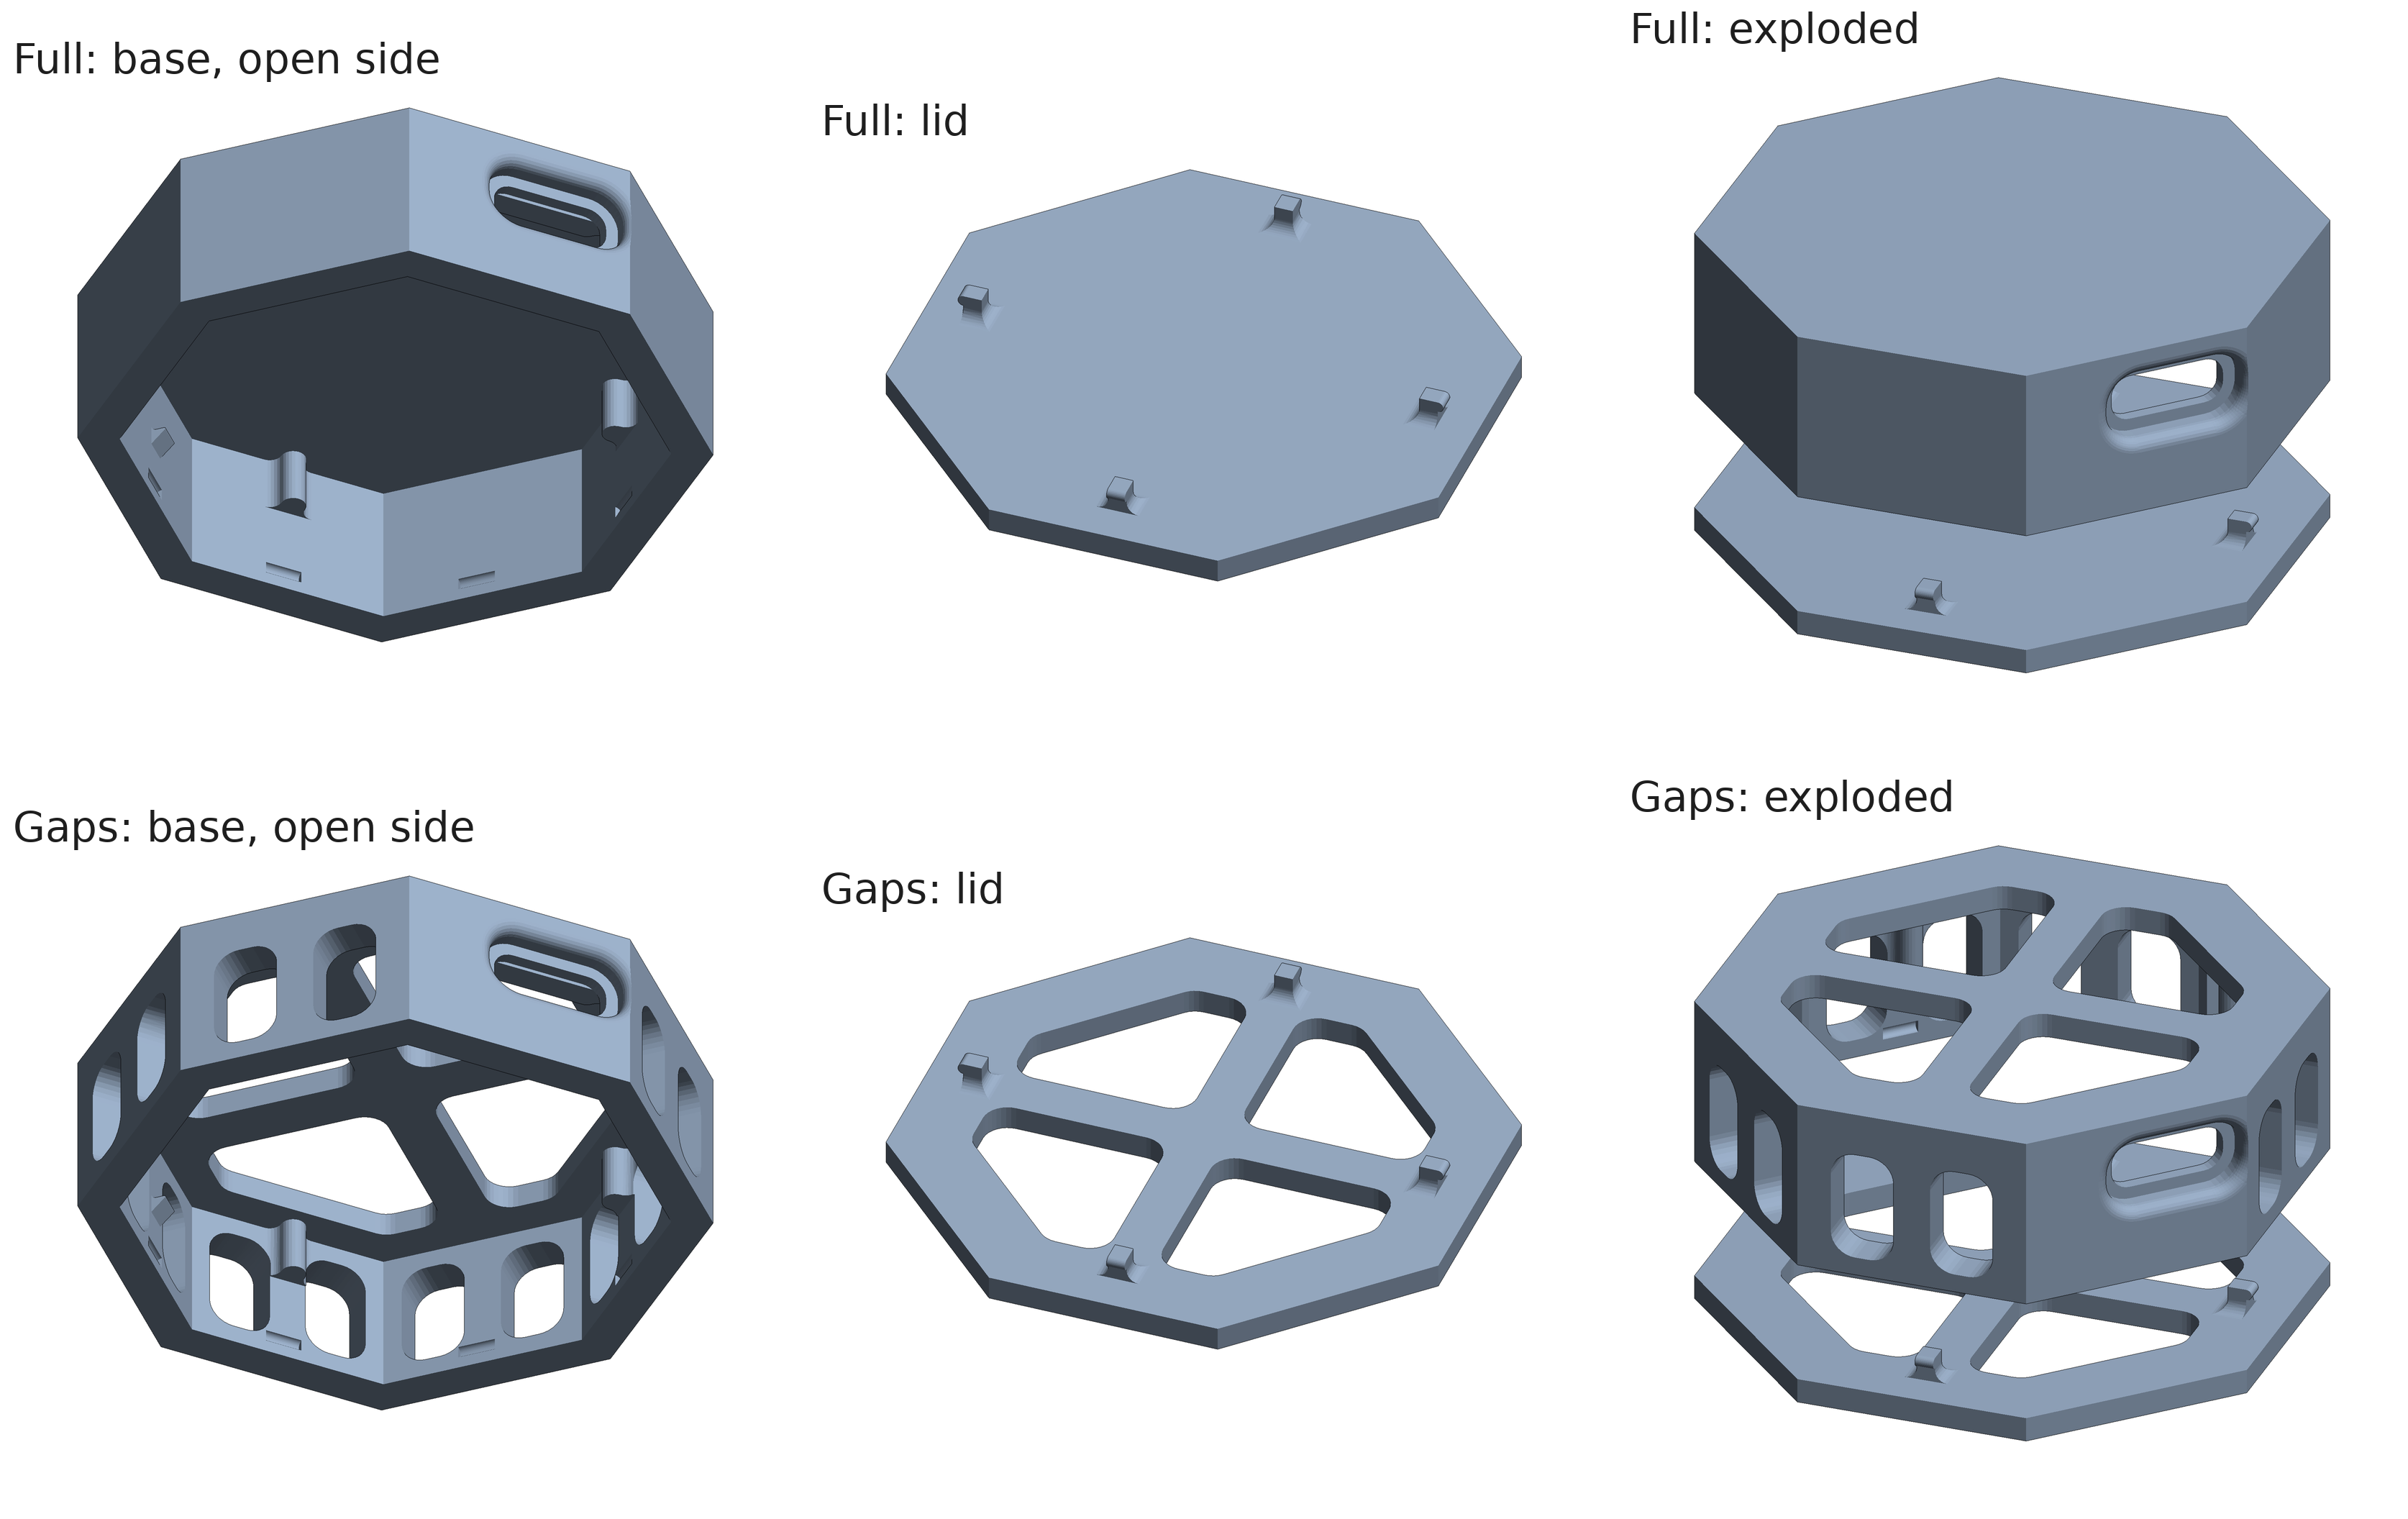 Full: base, open side
Full: lid
Full: exploded
Gaps: base, open side
Gaps: lid
Gaps: exploded